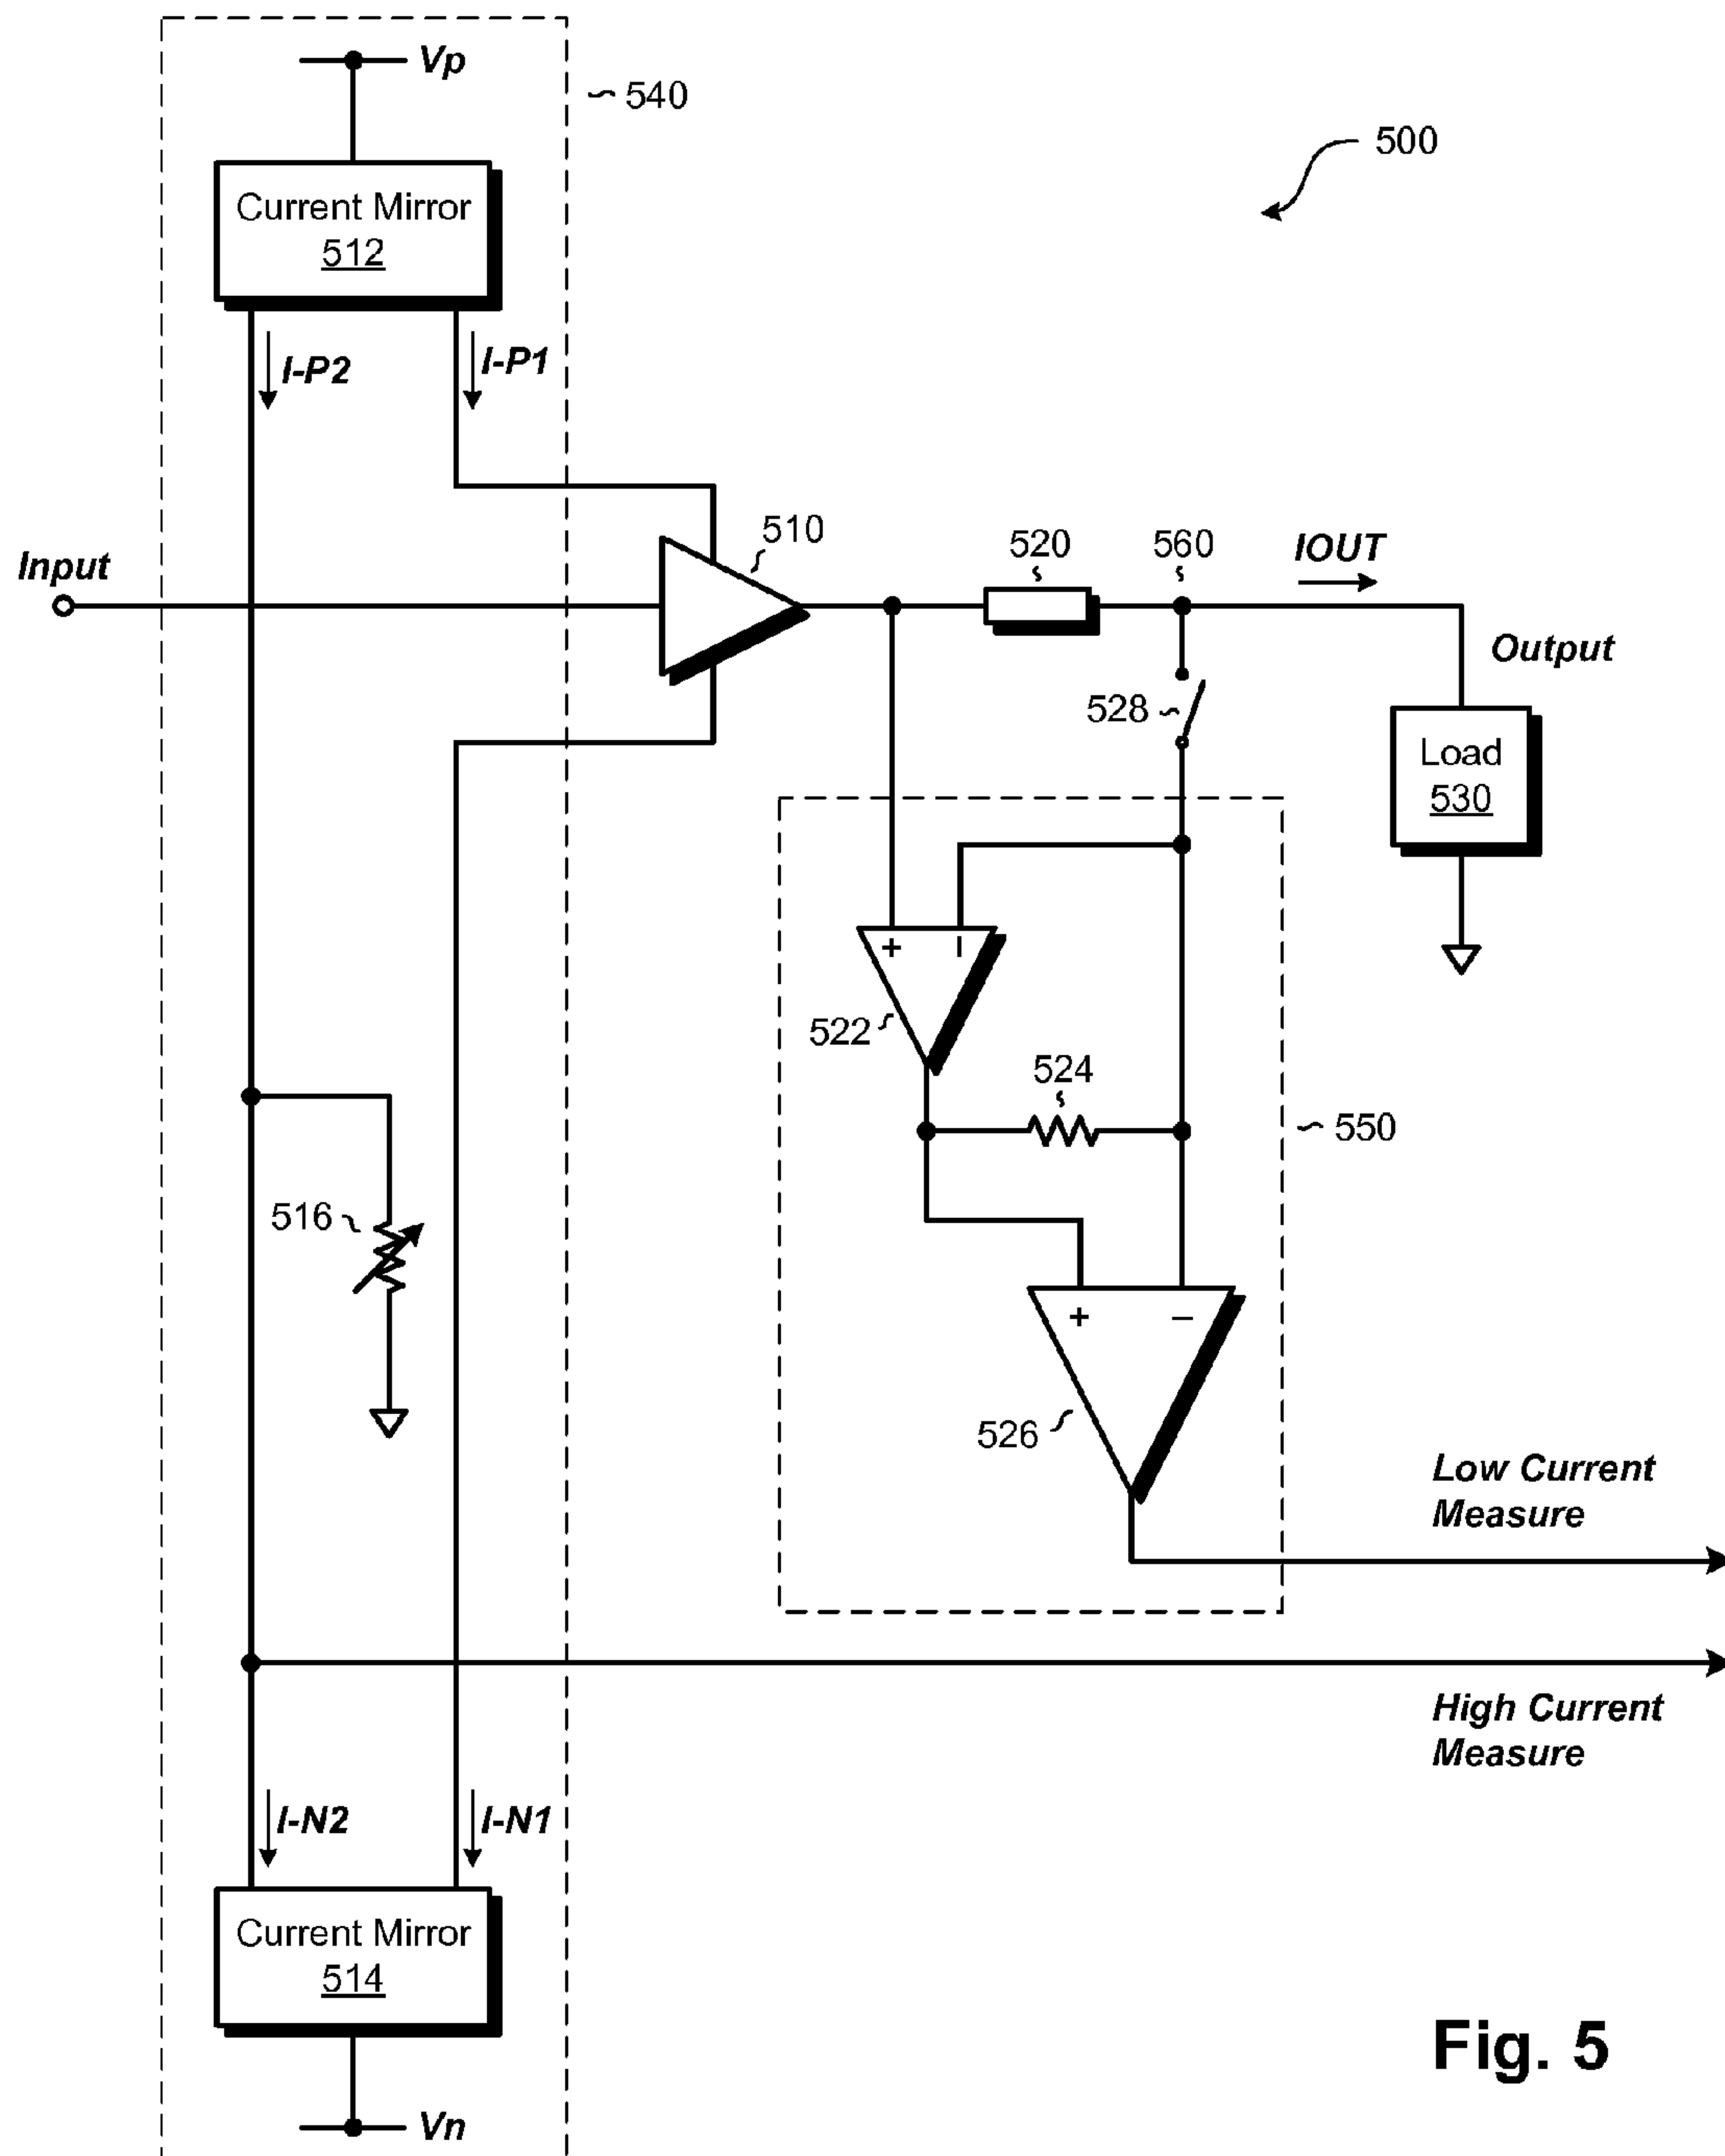 Vp
540
500
Current Mirror
512
I-P2
I-P1
510
520
560
IOUT
Input
Output
528
Load
530
+
–
522
524
550
516
+
–
526
Low Current
Measure
High Current
Measure
I-N2
I-N1
Current Mirror
514
Fig. 5
Vn